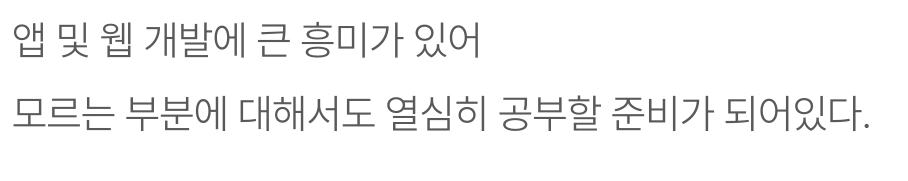 앱 및 웹 개발에 큰 흥미가 있어
모르는 부분에 대해서도 열심히 공부할 준비가 되어있다.